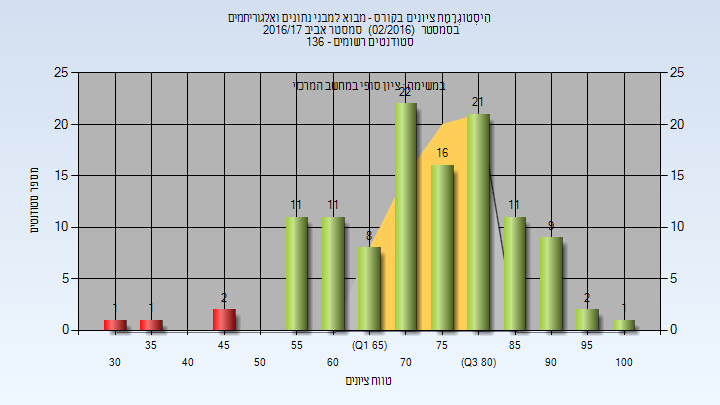 היסטוגרמת ציונים בקורס - מבוא למבני נתונים ואלגוריתמים
בסמסטר (02/2016) סמסטר אביב 2016/17
סטודנטים רשומים - 136
במשימה - ציון סופי במחשב המרכזי
25 25
20 20
15 15
10 10
5 5
0 0
מספר סטודנטים
1 1 2 11 11 8 22 16 21 11 9 2 1
35 45 55 (Q1 65) 75 85 95
30 40 50 60 70 (Q3 80) 90 100
טווח ציונים